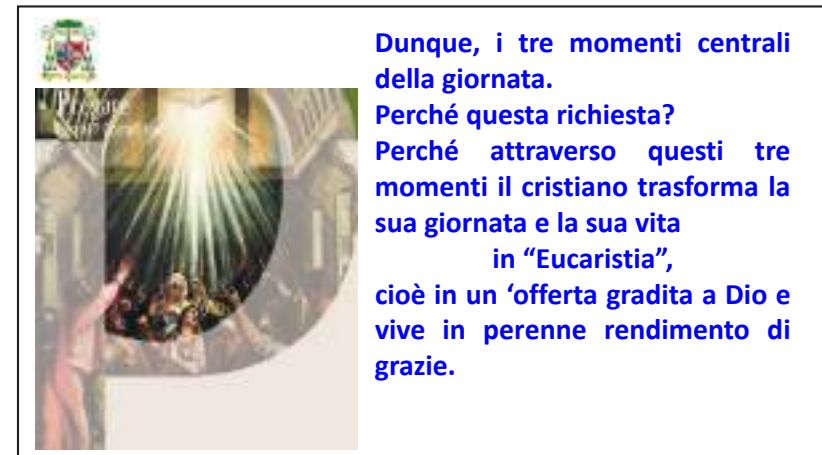 Pregare
Dunque, i tre momenti centrali
della giornata.
Perché questa richiesta?
Perché attraverso questi tre
momenti il cristiano trasforma la
sua giornata e la sua vita
in “Eucaristia”,
cioè in un ‘offerta gradita a Dio e
vive in perenne rendimento di
grazie.